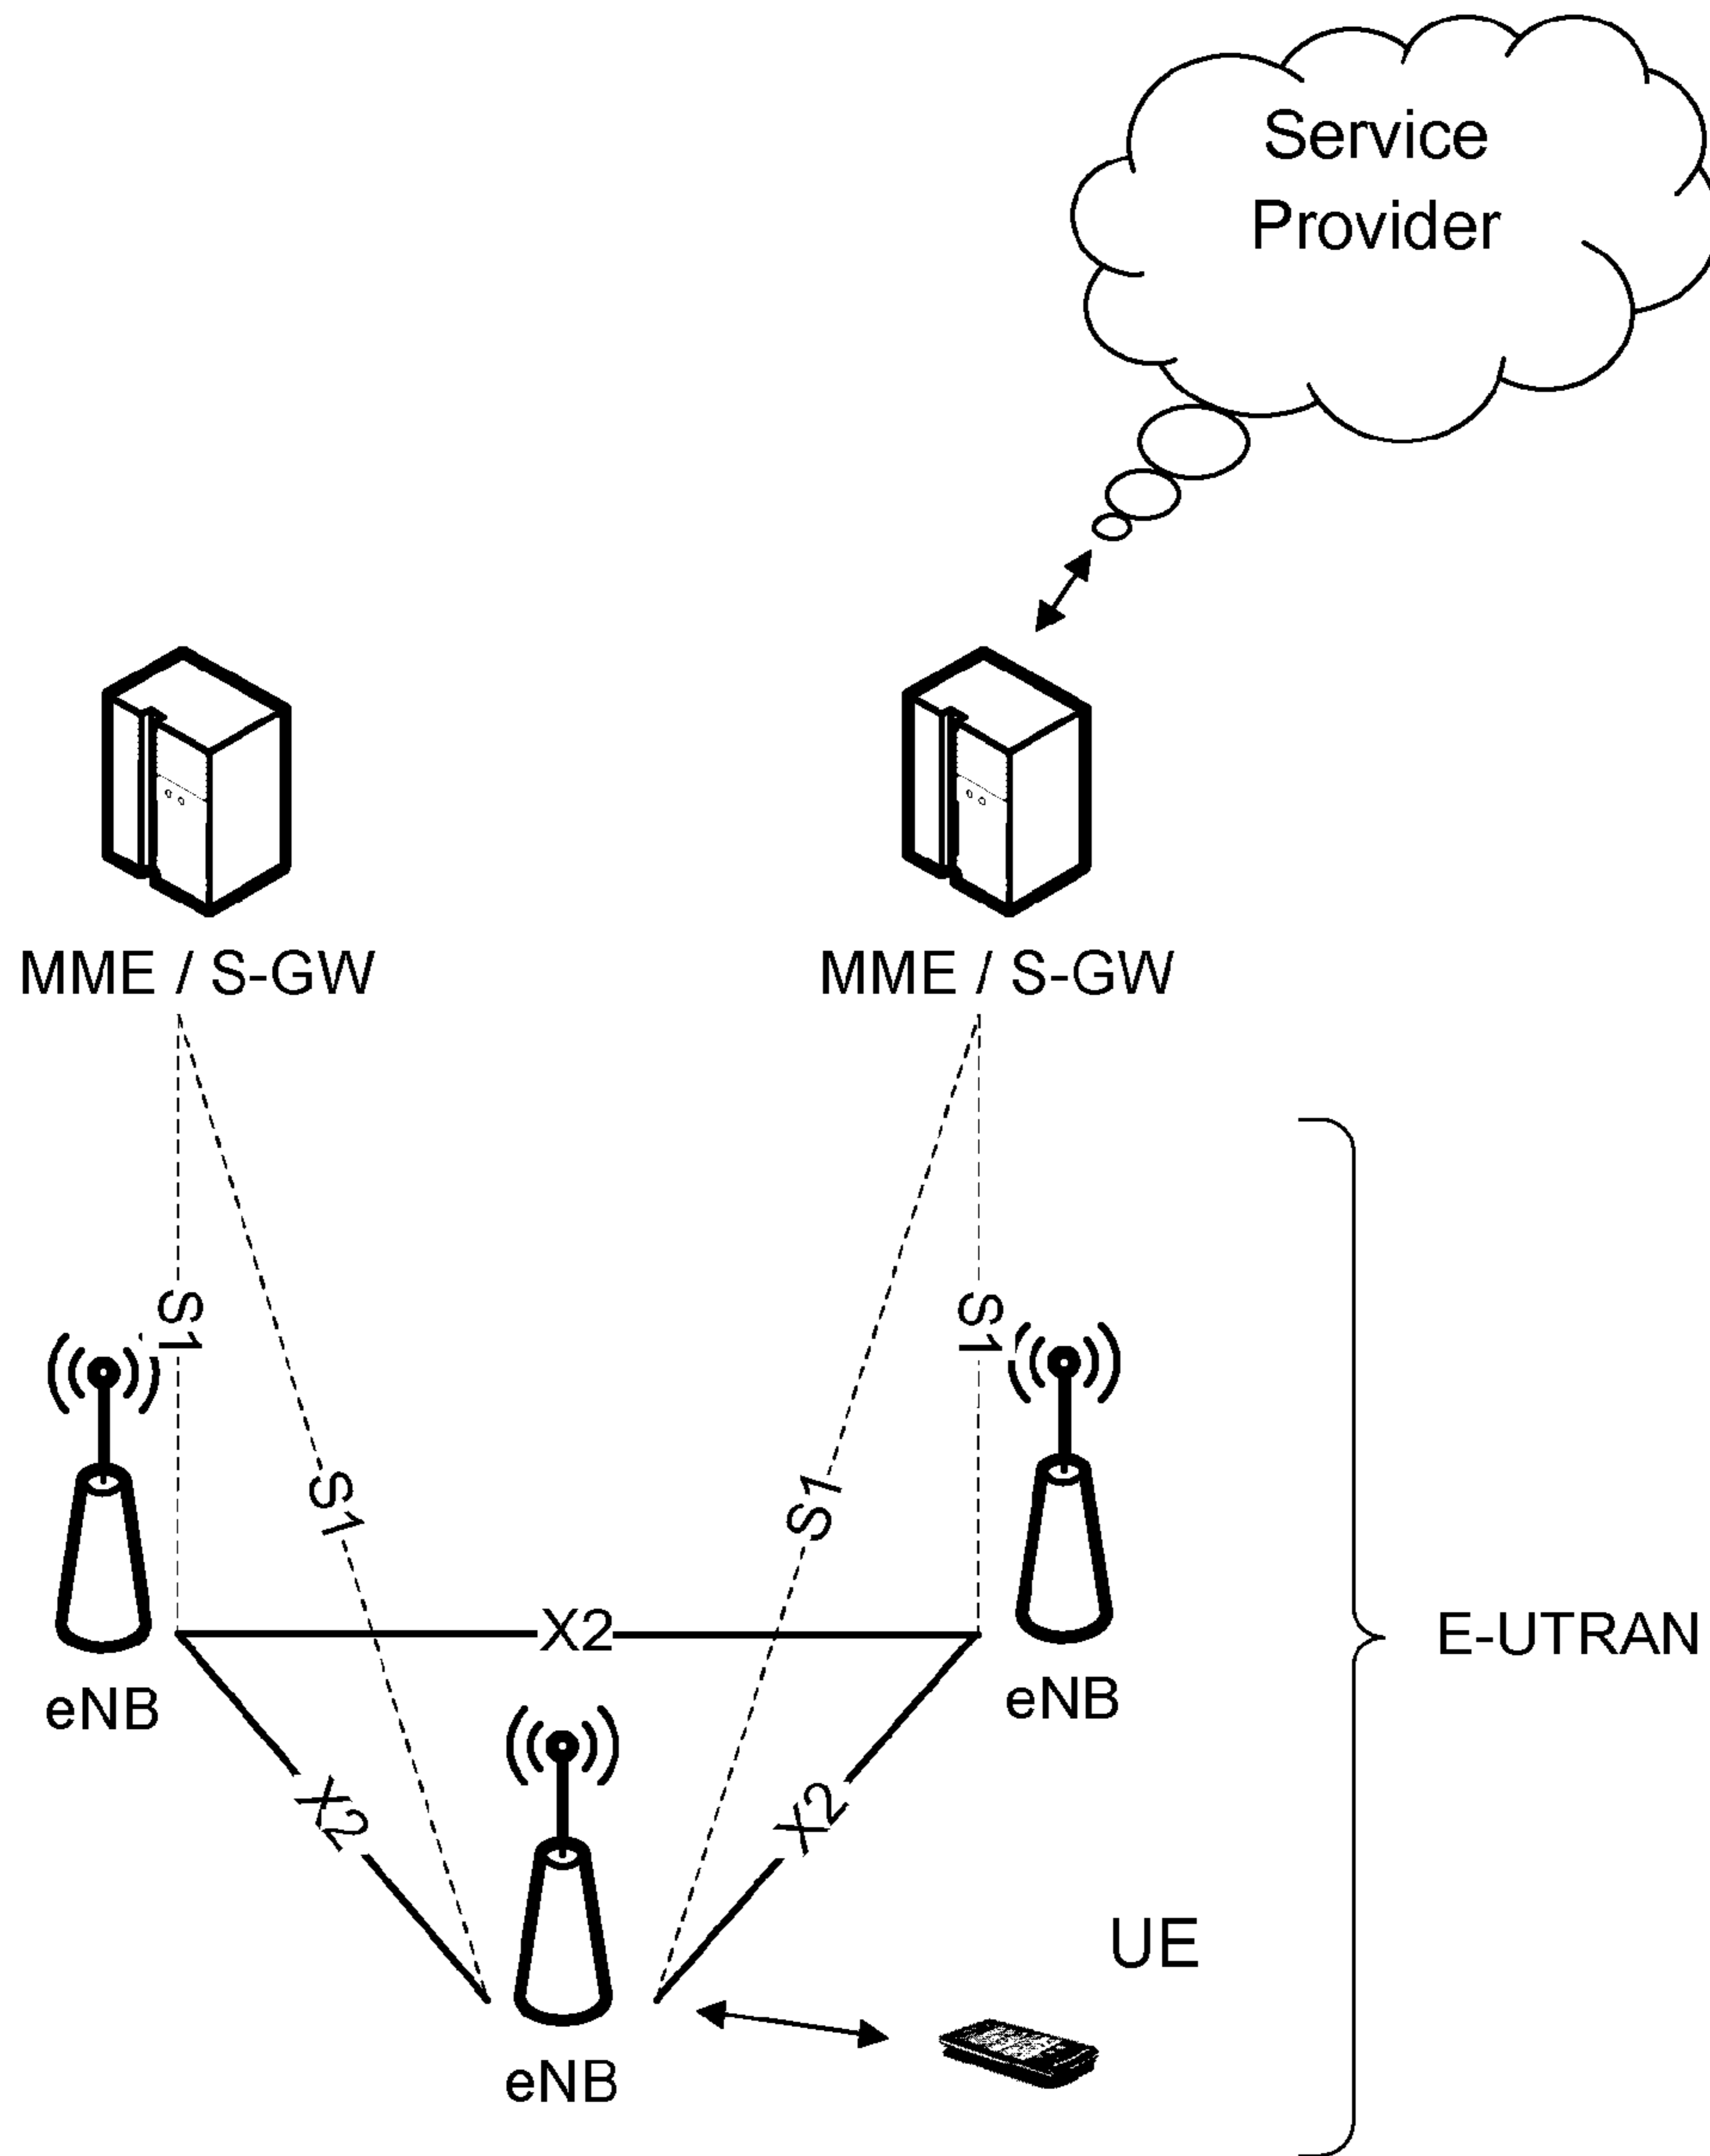 Service
Provider
MME / S-GW
MME / S-GW
S1
S1
S1
S1
X2
E-UTRAN
eNB
eNB
X2
X2
UE
eNB